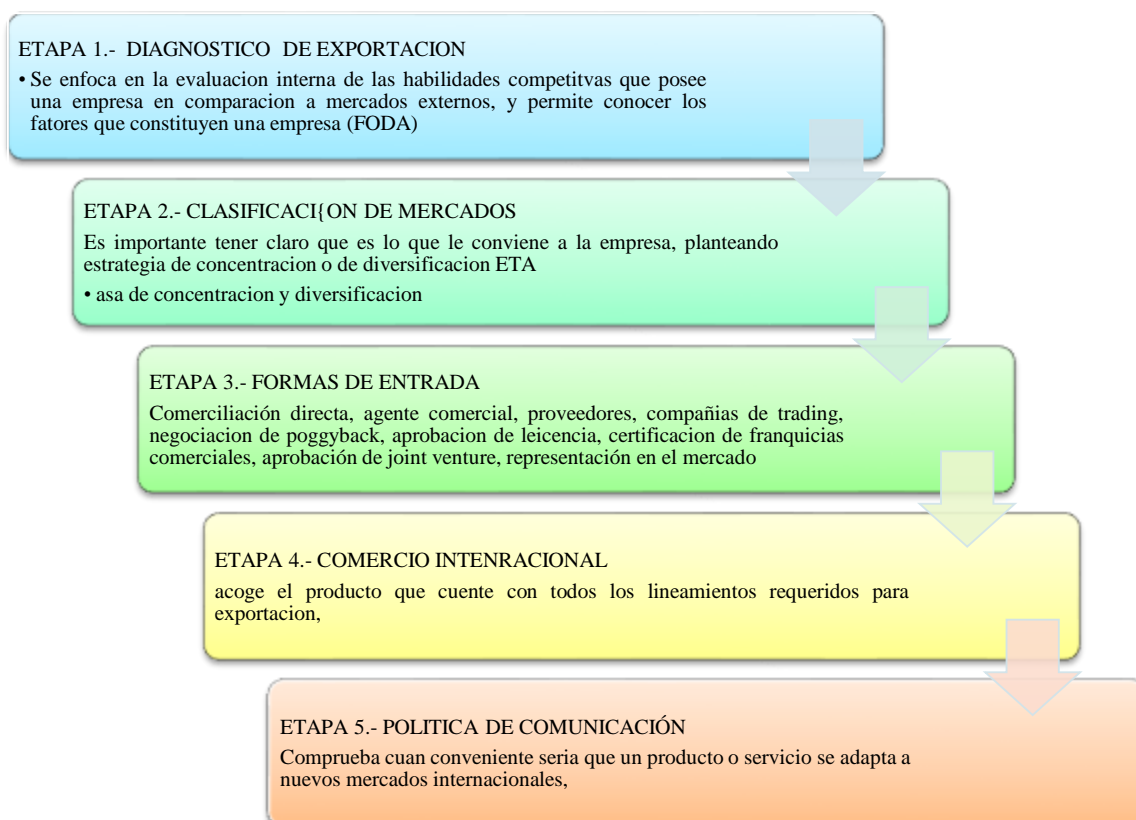 ETAPA 1.- DIAGNOSTICO DE EXPORTACION
• Se enfoca en la evaluacion interna de las habilidades competitvas que posee
una empresa en comparacion a mercados externos, y permite conocer los
fatores que constituyen una empresa (FODA)
ETAPA 2.- CLASIFICACI{ON DE MERCADOS
Es importante tener claro que es lo que le conviene a la empresa, planteando
estrategia de concentracion o de diversificacion ETA
• asa de concentracion y diversificacion
ETAPA 3.- FORMAS DE ENTRADA
Comerciliación directa, agente comercial, proveedores, compañias de trading,
negociacion de poggyback, aprobacion de leicencia, certificacion de franquicias
comerciales, aprobación de joint venture, representación en el mercado
ETAPA 4.- COMERCIO INTENRACIONAL
acoge el producto que cuente con todos los lineamientos requeridos para
exportacion,
ETAPA 5.- POLITICA DE COMUNICACIÓN
Comprueba cuan conveniente seria que un producto o servicio se adapta a
nuevos mercados internacionales,